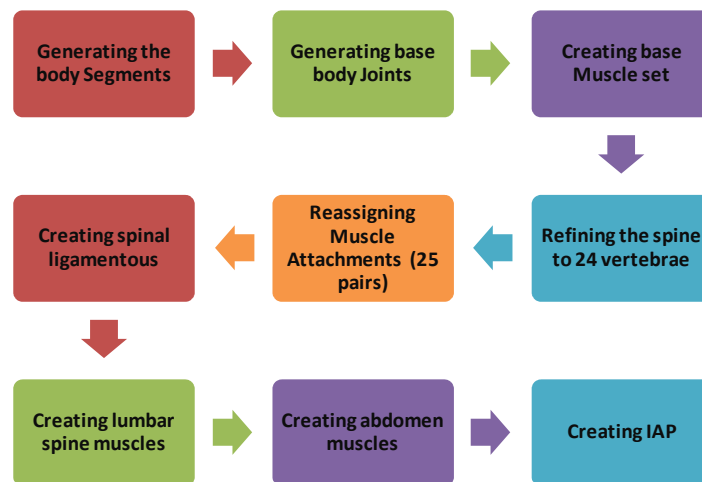 Generating the
body Segments
Generating base
body Joints
Creating base
Muscle set
Refining the spine
to 24 vertebrae
Reassigning
Muscle
Attachments (25
pairs)
Creating spinal
ligamentous
Creating lumbar
spine muscles
Creating abdomen
muscles
Creating IAP